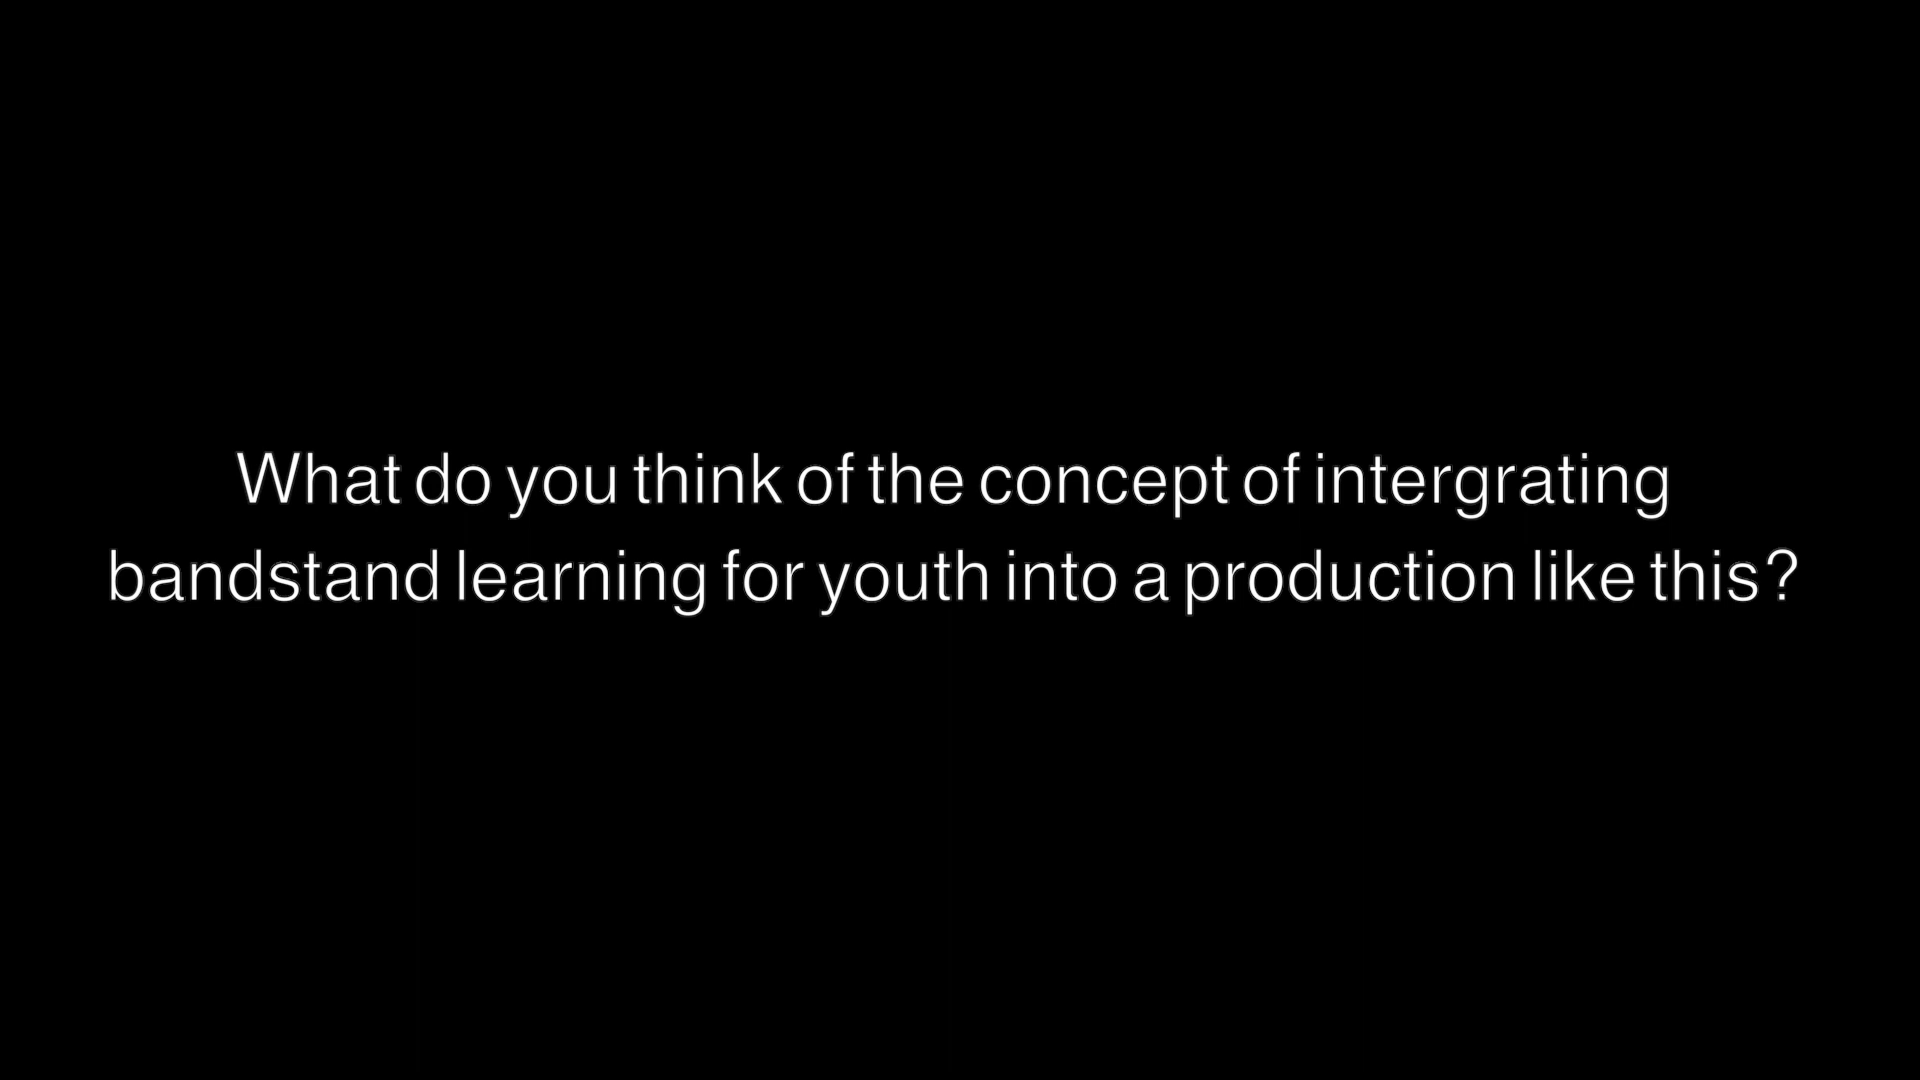 What do you think of the concept of intergrating
bandstand learning for youth into a production like this?